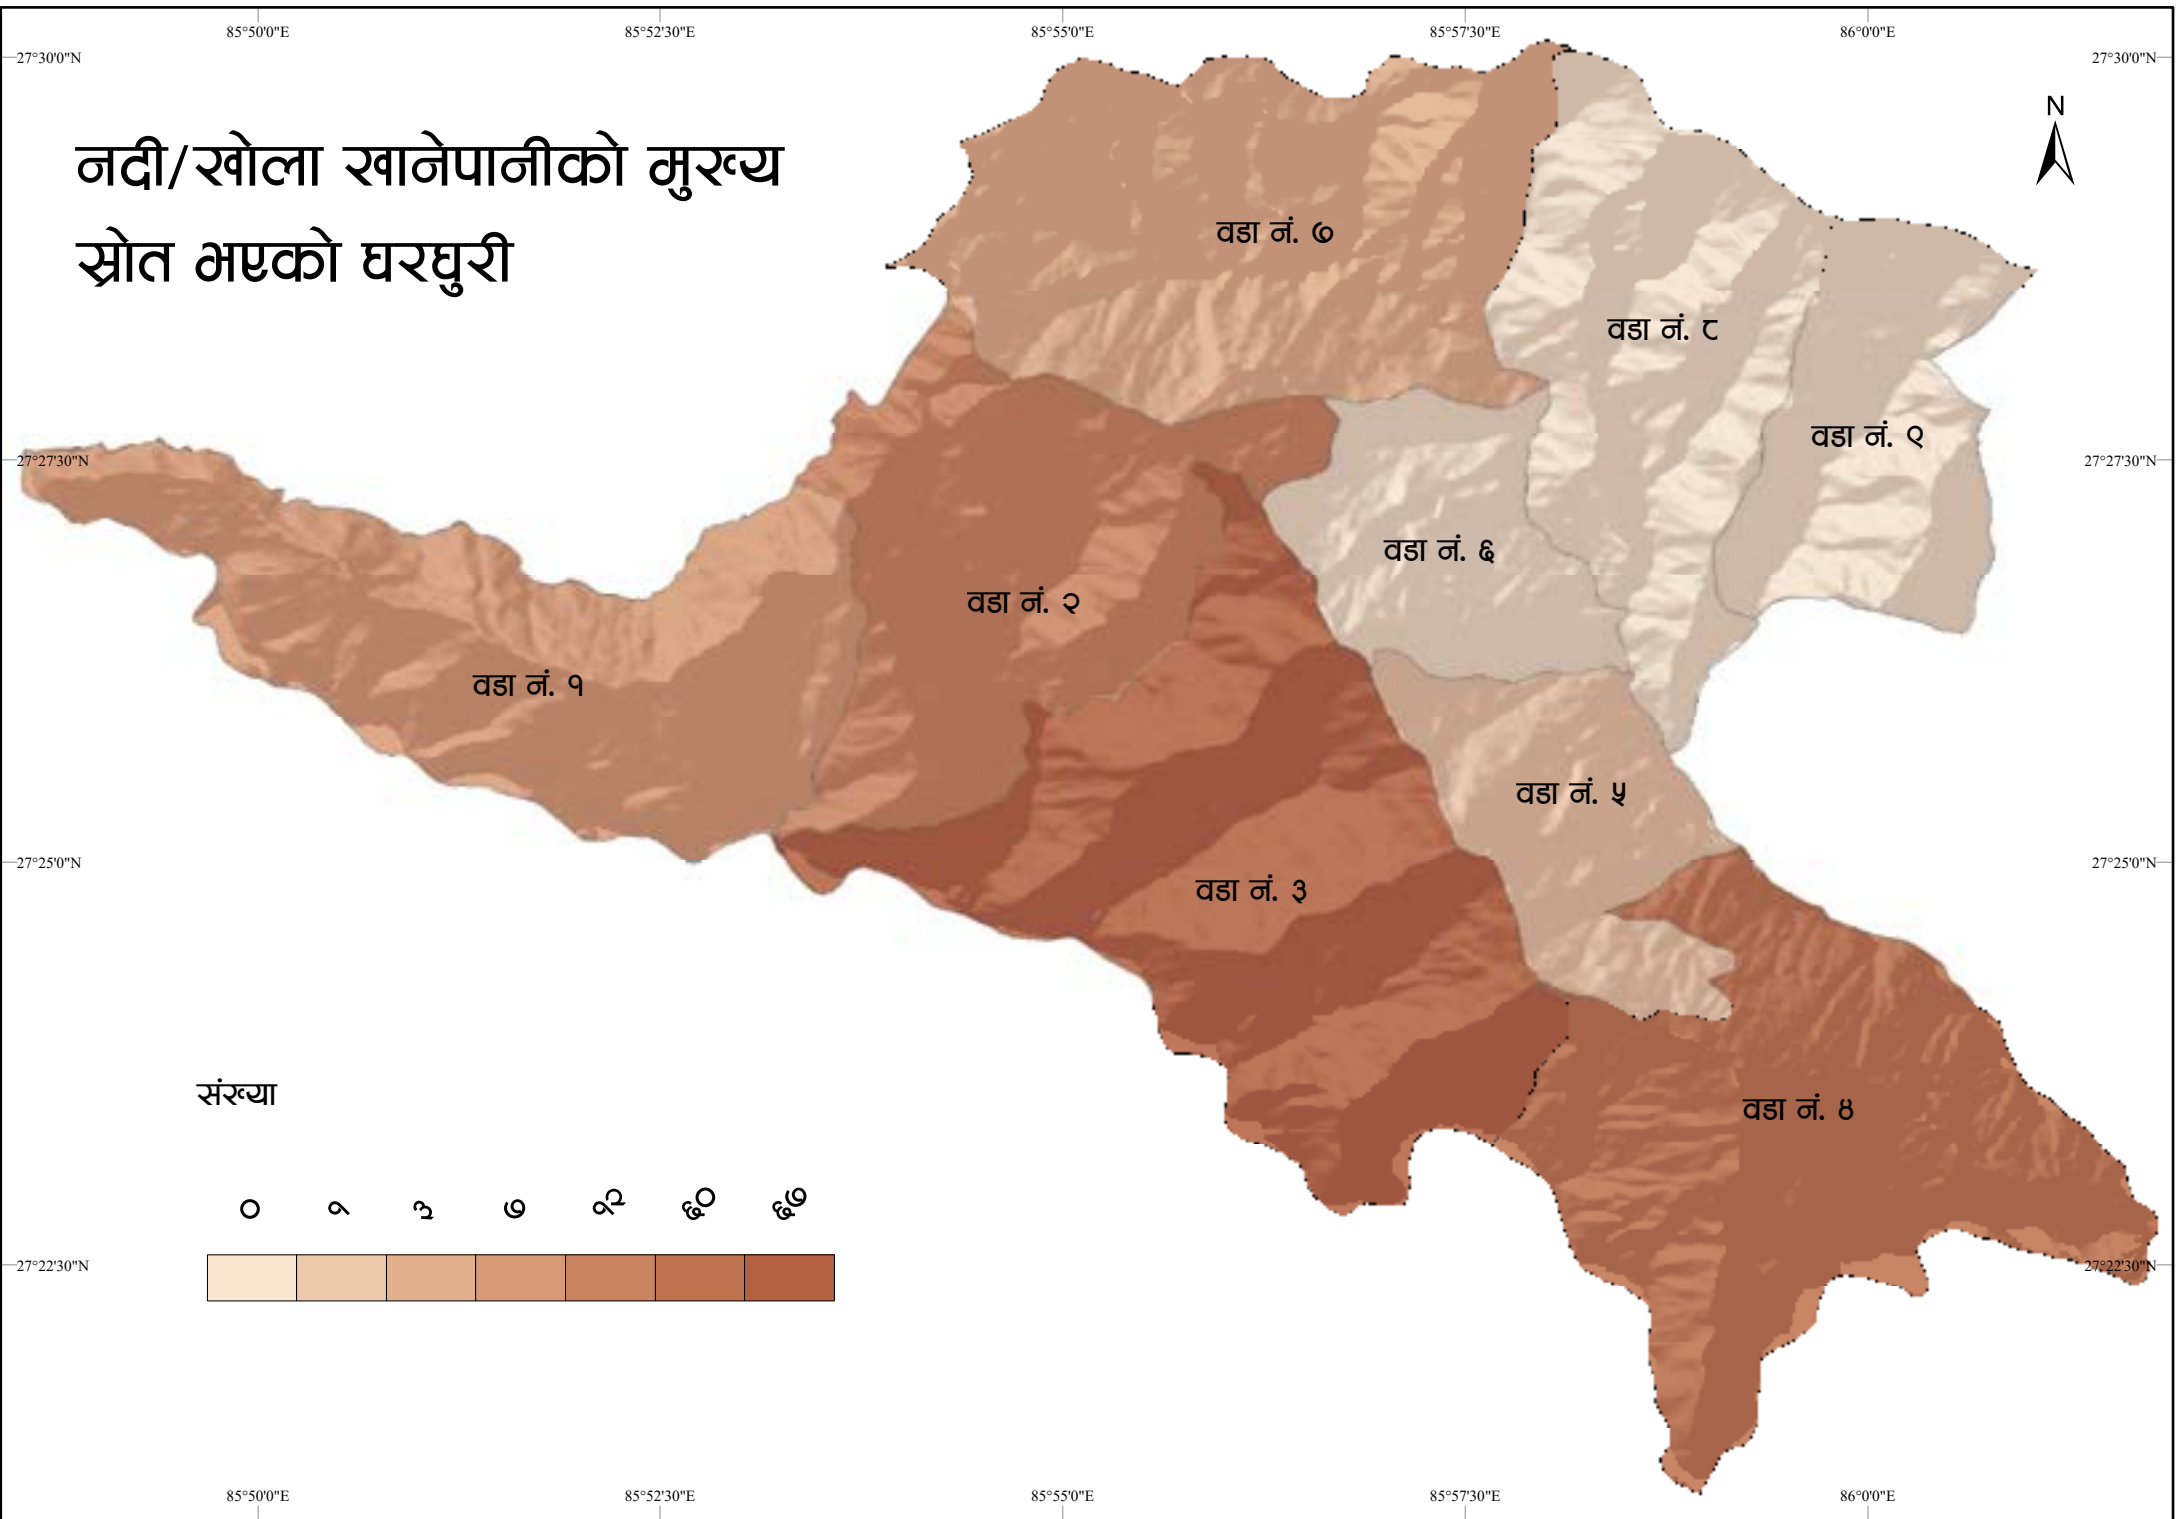 85°50'0"E 85°52'30"E 85°55'0"E 85°57'30"E 86°0'0"E
27°30'0"N 27°30'0"N
N
नदी/खोला खानेपानीको मुख्य
स्रोत भएको घरधुरी
वडा नं. ७
वडा नं. ८
वडा नं. ९
27°27'30"N 27°27'30"N
वडा नं. ६
वडा नं. २
वडा नं. १
वडा नं. ५
27°25'0"N 27°25'0"N
वडा नं. ३
संख्या
वडा नं. ४
० १ ३ ७ १२ ६० ६७
27°22'30"N 27°22'30"N
85°50'0"E 85°52'30"E 85°55'0"E 85°57'30"E 86°0'0"E